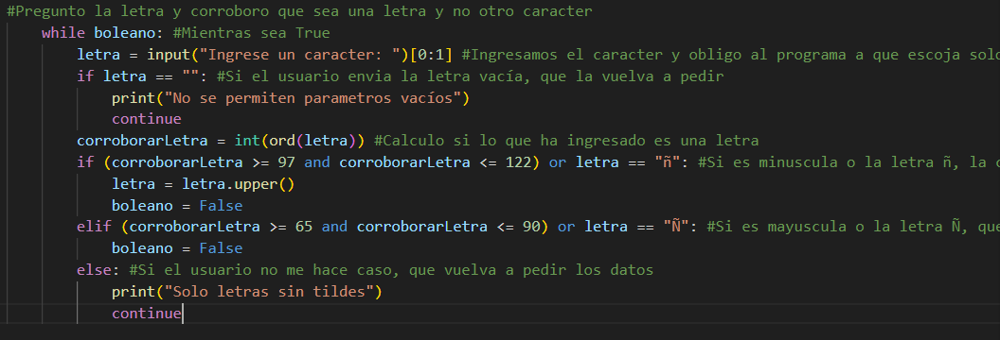 #Pregunto la letra y corroboro que sea una letra y no otro caracter
while boleano: #Mientras sea True
letra = input("Ingrese un caracter: ")[0:1] #Ingresamos el caracter y obligo al programa a que escoja solo
if letra == "": #Si el usuario envia la letra vacía, que la vuelva a pedir
print("No se permiten parametros vacíos")
continue
corroborarLetra = int(ord(letra)) #Calculo si lo que ha ingresado es una letra
if (corroborarLetra >= 97 and corroborarLetra <= 122) or letra == "ñ": #Si es minuscula o la letra ñ, la
letra = letra.upper()
boleano = False
elif (corroborarLetra >= 65 and corroborarLetra <= 90) or letra == "Ñ": #Si es mayuscula o la letra Ñ, que
boleano = False
else: #Si el usuario no me hace caso, que vuelva a pedir los datos
print("Solo letras sin tildes")
continue